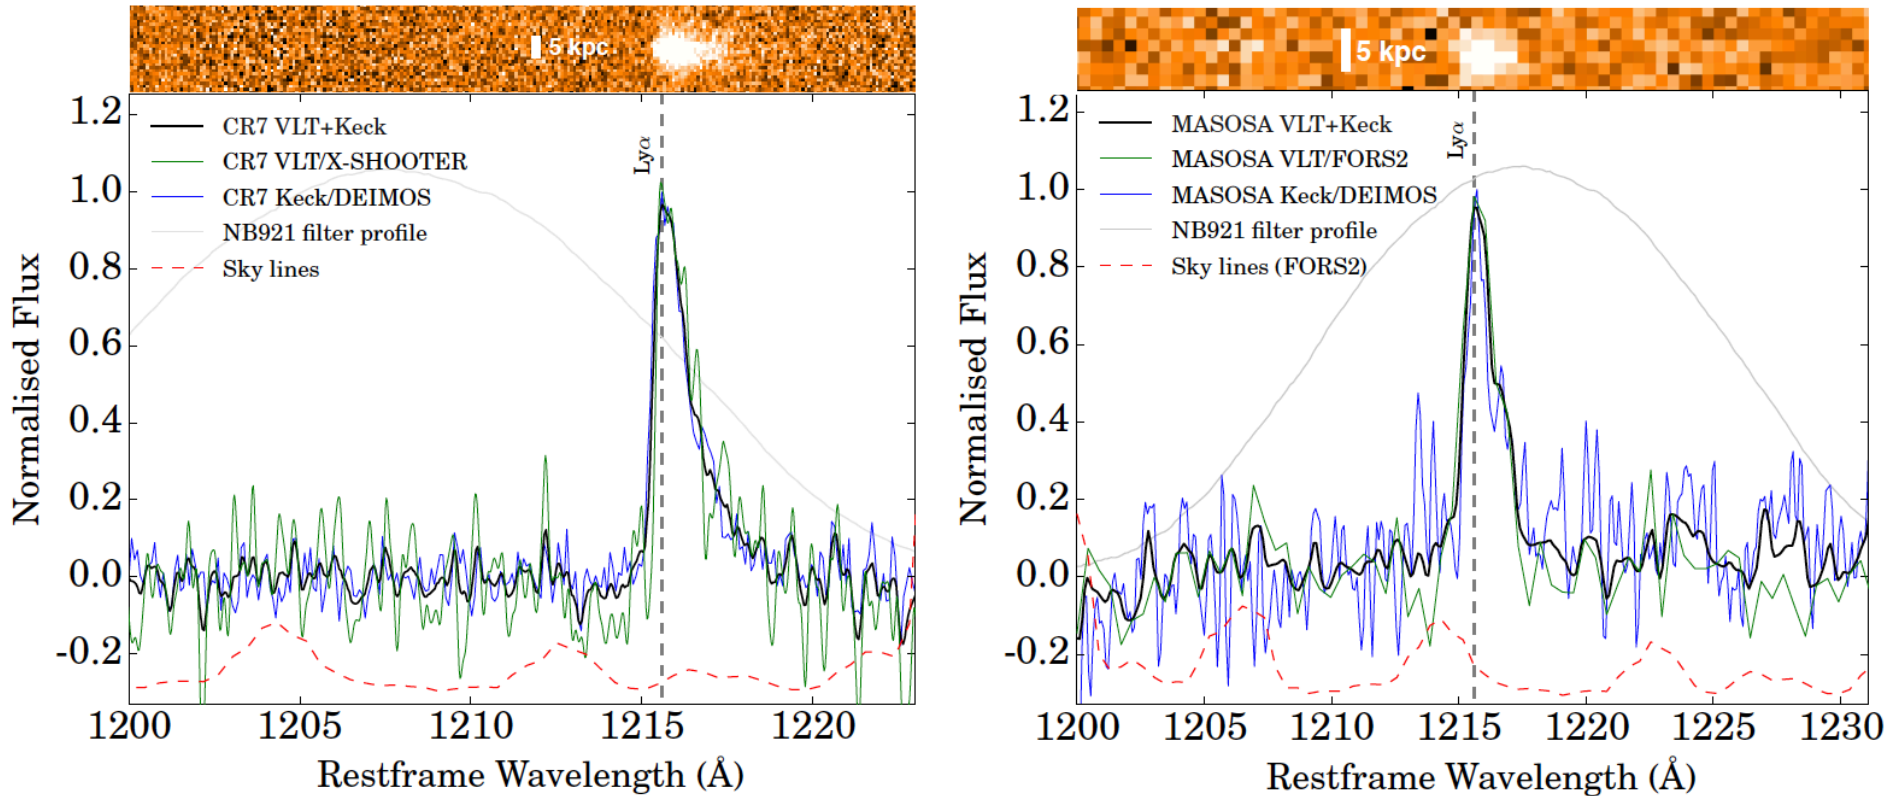 5 kpc
1.2
1.0
0.8
0.6
0.4
0.2
0.0
-0.2
Normalised Flux
CR7 VLT+Keck
CR7 VLT/X-SHOOTER
CR7 Keck/DEIMOS
NB921 filter profile
Sky lines
Lyα
1200 1205 1210 1215 1220
Restframe Wavelength (Å)
5 kpc
1.2
1.0
0.8
0.6
0.4
0.2
0.0
-0.2
Normalised Flux
MASOSA VLT+Keck
MASOSA VLT/FORS2
MASOSA Keck/DEIMOS
NB921 filter profile
Sky lines (FORS2)
Lyα
1200 1205 1210 1215 1220 1225 1230
Restframe Wavelength (Å)